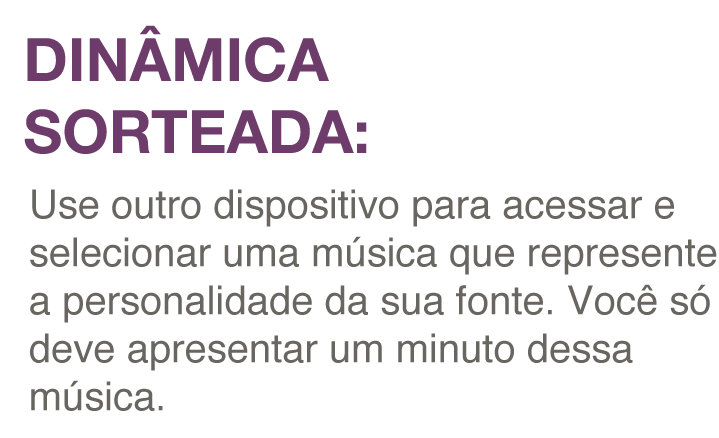 DINÂMICA
SORTEADA:
Use outro dispositivo para acessar e
selecionar uma música que represente
a personalidade da sua fonte. Você só
deve apresentar um minuto dessa
música.